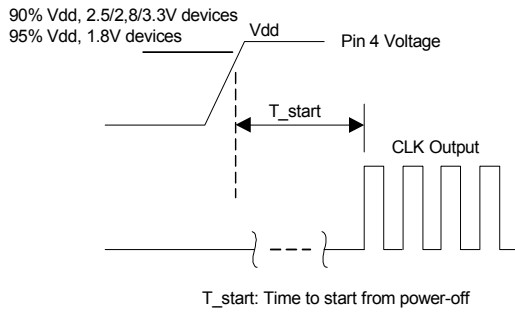 90% Vdd, 2.5/2,8/3.3V devices
95% Vdd, 1.8V devices
Vdd
Pin 4 Voltage
T_start
CLK Output
T_start: Time to start from power-off